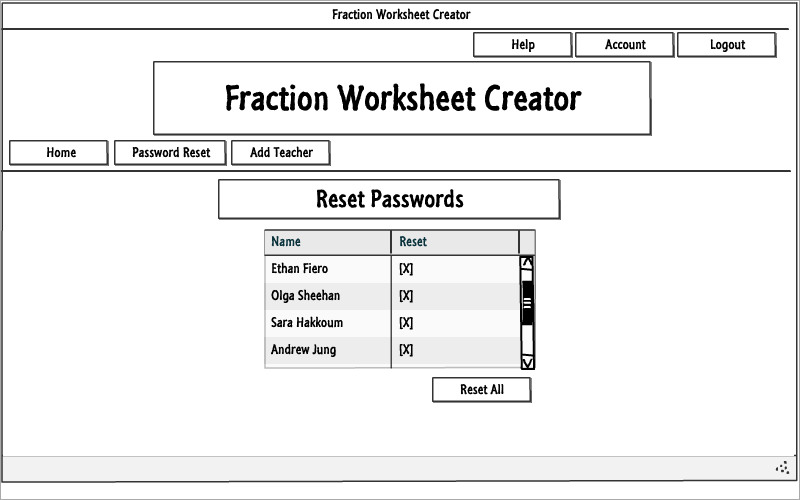 Fraction Worksheet Creator
Help Account Logout
Fraction Worksheet Creator
Home Password Reset Add Teacher
Reset Passwords
Name Reset
Ethan Fiero [X]
Olga Sheehan [X]
Sara Hakkoum [X]
Andrew Jung [X]
Reset All